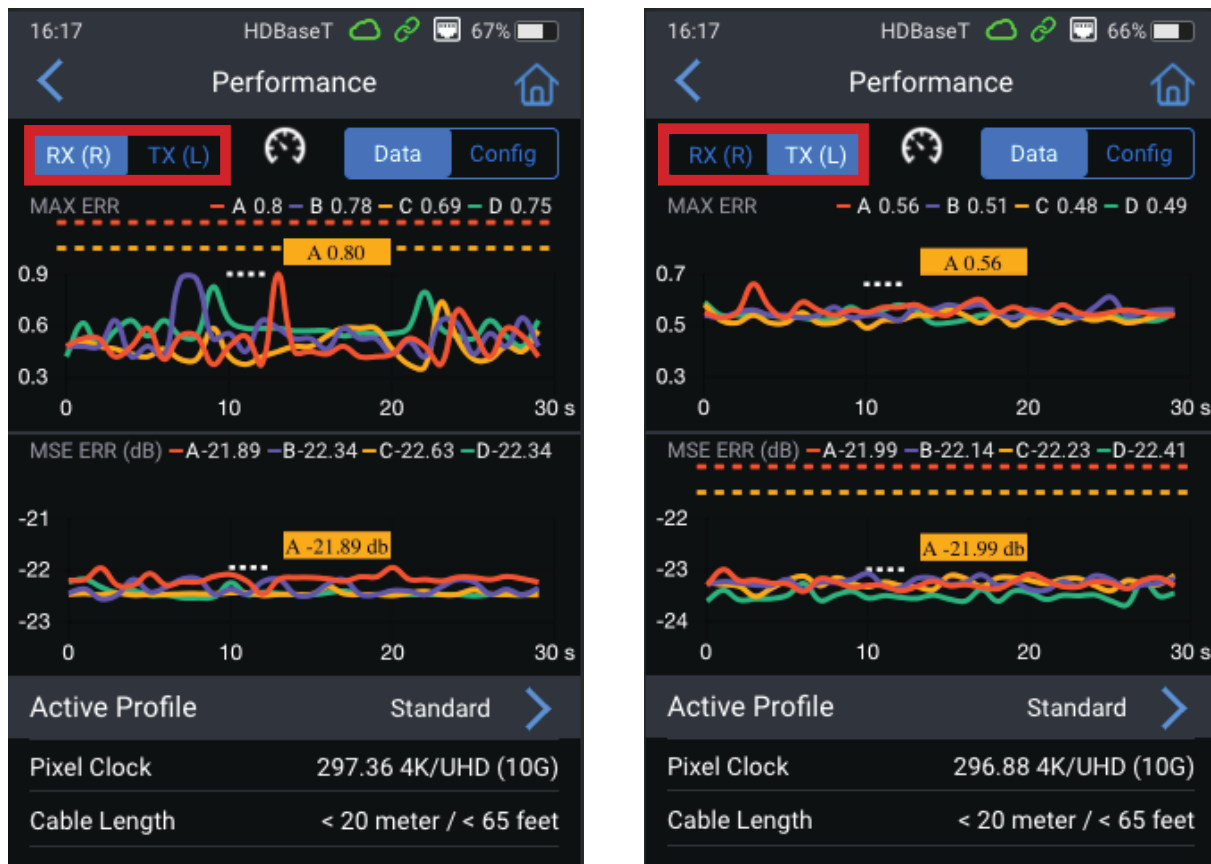 16:17 HDBaseT 67%
Performance
RX (R) TX (L) Data Config
MAX ERR A 0.8 B 0.78 C 0.69 D 0.75
A 0.80
0.9
0.6
0.3
0 10 20 30 s
MSE ERR (dB) A-21.89 B-22.34 C-22.63 D-22.34
-21
A -21.89 db
-22
-23
0 10 20 30 s
Active Profile Standard
Pixel Clock 297.36 4K/UHD (10G)
Cable Length < 20 meter / < 65 feet
16:17 HDBaseT 66%
Performance
RX (R) TX (L) Data Config
MAX ERR A 0.56 B 0.51 C 0.48 D 0.49
A 0.56
0.7
0.5
0.3
0 10 20 30 s
MSE ERR (dB) A-21.99 B-22.14 C-22.23 D-22.41
-22
A -21.99 db
-23
-24
0 10 20 30 s
Active Profile Standard
Pixel Clock 296.88 4K/UHD (10G)
Cable Length < 20 meter / < 65 feet